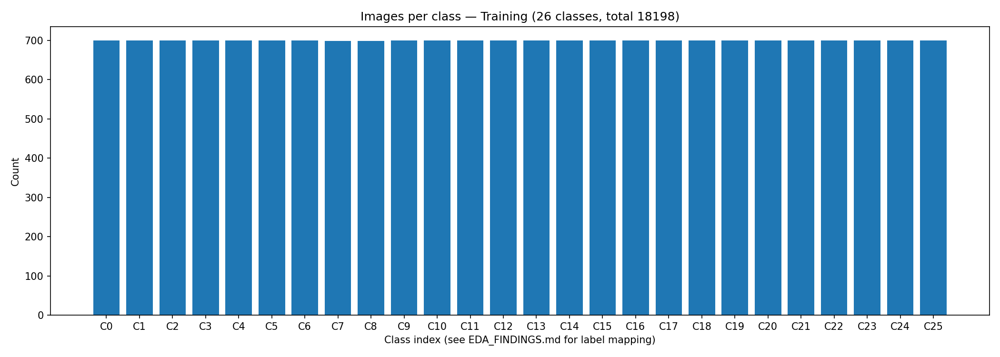 Images per class — Training (26 classes, total 18198)
Count
700
600
500
400
300
200
100
0
C0 C1 C2 C3 C4 C5 C6 C7 C8 C9 C10 C11 C12 C13 C14 C15 C16 C17 C18 C19 C20 C21 C22 C23 C24 C25
Class index (see EDA_FINDINGS.md for label mapping)